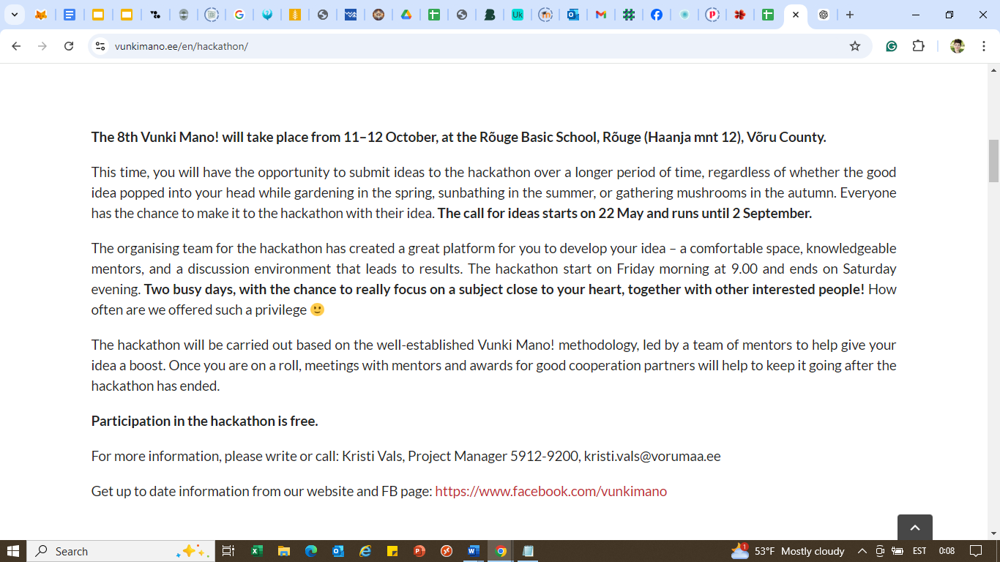 vunkimano.ee/en/hackathon/
The 8th Vunki Mano! will take place from 11–12 October, at the Rõuge Basic School, Rõuge (Haanja mnt 12), Võru County.
This time, you will have the opportunity to submit ideas to the hackathon over a longer period of time, regardless of whether the good
idea popped into your head while gardening in the spring, sunbathing in the summer, or gathering mushrooms in the autumn. Everyone
has the chance to make it to the hackathon with their idea. The call for ideas starts on 22 May and runs until 2 September.
The organising team for the hackathon has created a great platform for you to develop your idea – a comfortable space, knowledgeable
mentors, and a discussion environment that leads to results. The hackathon start on Friday morning at 9.00 and ends on Saturday
evening. Two busy days, with the chance to really focus on a subject close to your heart, together with other interested people! How
often are we offered such a privilege 🙂
The hackathon will be carried out based on the well-established Vunki Mano! methodology, led by a team of mentors to help give your
idea a boost. Once you are on a roll, meetings with mentors and awards for good cooperation partners will help to keep it going after the
hackathon has ended.
Participation in the hackathon is free.
For more information, please write or call: Kristi Vals, Project Manager 5912-9200, kristi.vals@vorumaa.ee
Get up to date information from our website and FB page: https://www.facebook.com/vunkimano
Search
1
53°F Mostly cloudy
EST
0:08